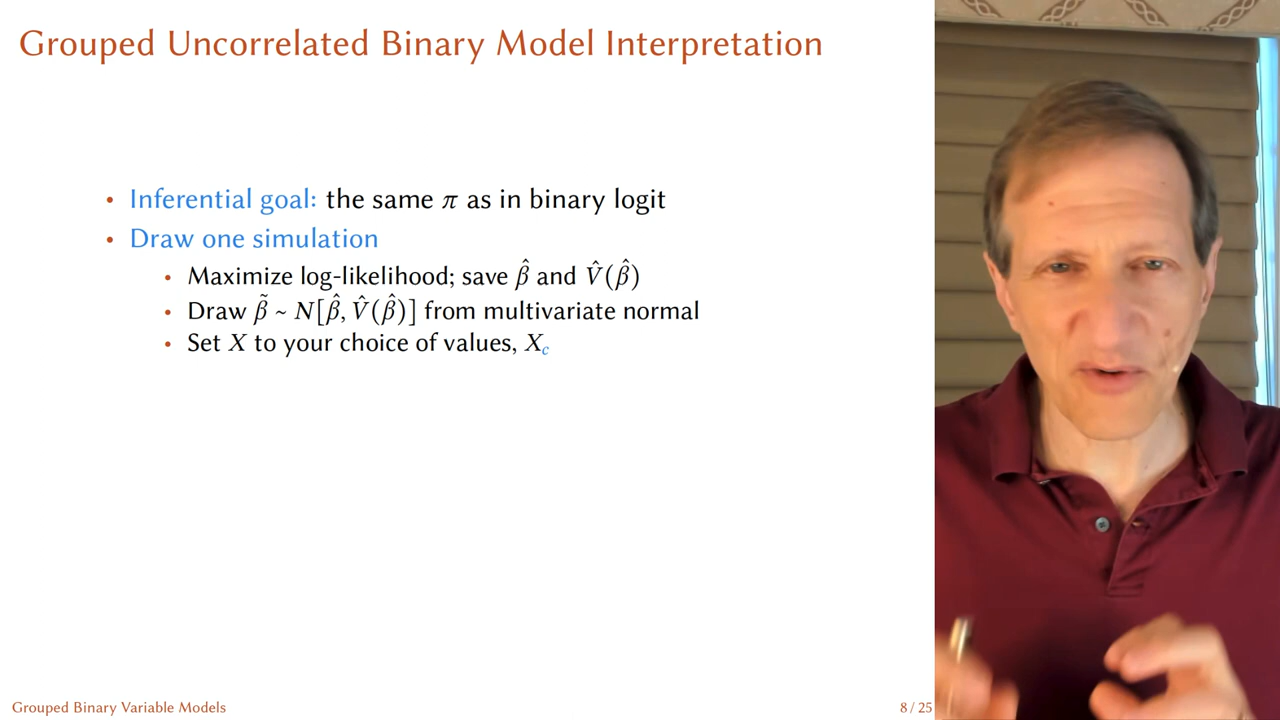 Grouped Uncorrelated Binary Model Interpretation
• Inferential goal: the same π as in binary logit
• Draw one simulation
• Maximize log-likelihood; save β̂ and V̂(β̂)
• Draw β̃ ~ N[β̂, V̂(β̂)] from multivariate normal
• Set X to your choice of values, X_c
Grouped Binary Variable Models
8 / 25